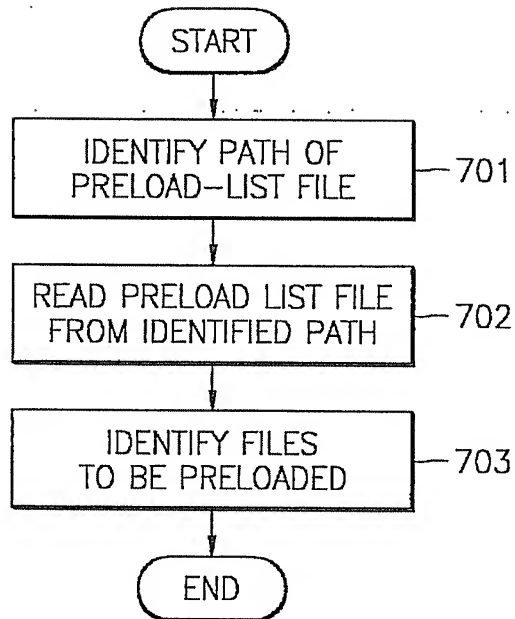 START
IDENTIFY PATH OF
PRELOAD-LIST FILE
701
READ PRELOAD LIST FILE
FROM IDENTIFIED PATH
702
IDENTIFY FILES
TO BE PRELOADED
703
END